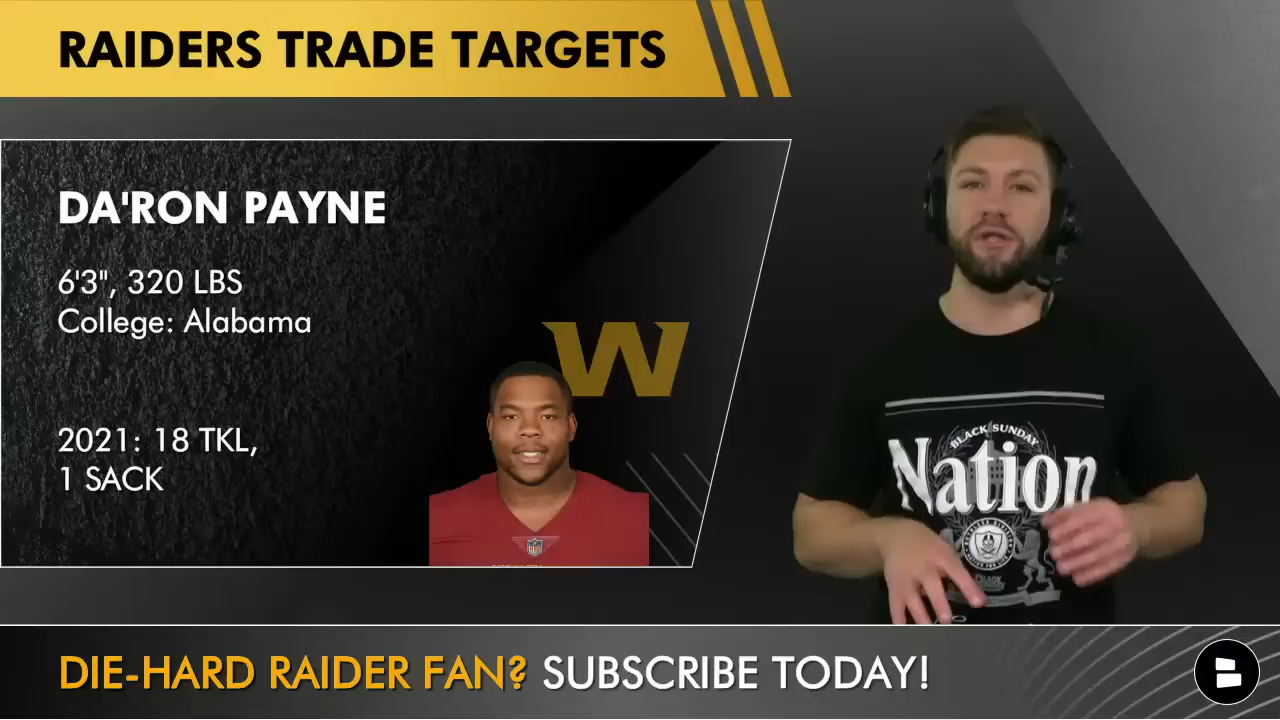 RAIDERS TRADE TARGETS
DA'RON PAYNE
6'3", 320 LBS
College: Alabama
2021: 18 TKL,
1 SACK
W
NFL
BLACK SUNDAY
Nation
DIE-HARD RAIDER FAN? SUBSCRIBE TODAY!